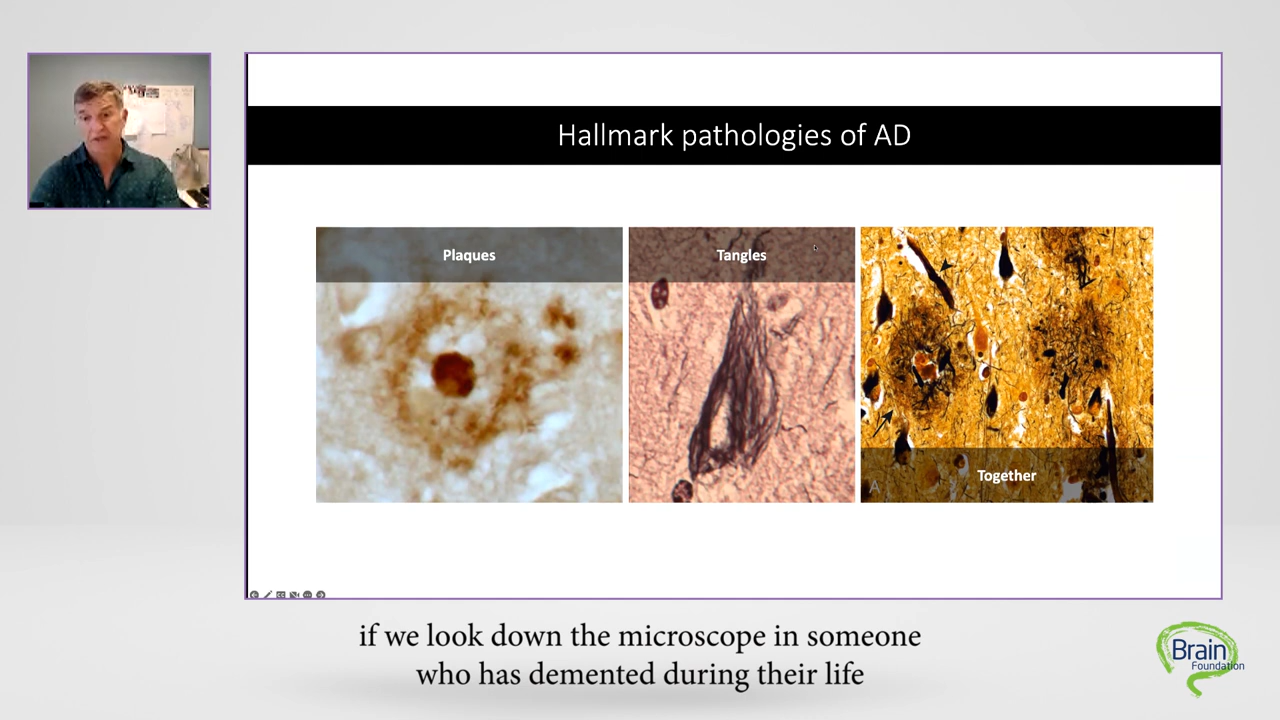 Hallmark pathologies of AD
Plaques
Tangles
Together
A
if we look down the microscope in someone
who has demented during their life
Brain
Foundation